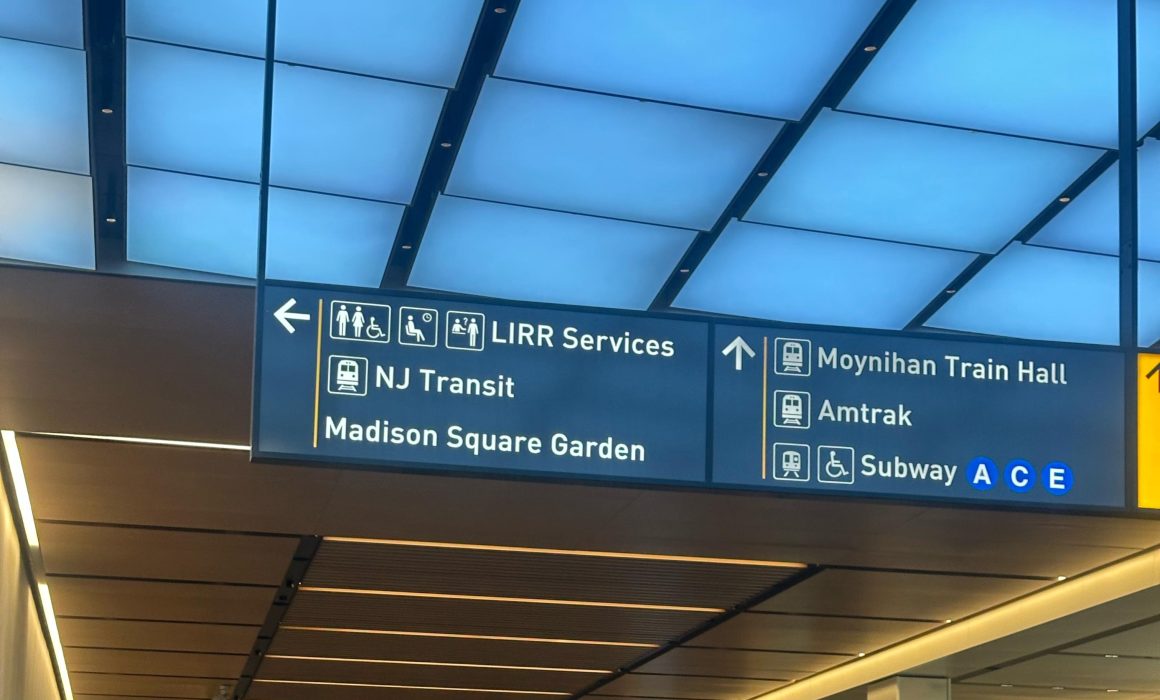 LIRR Services
NJ Transit
Madison Square Garden
Moynihan Train Hall
Amtrak
Subway A C E